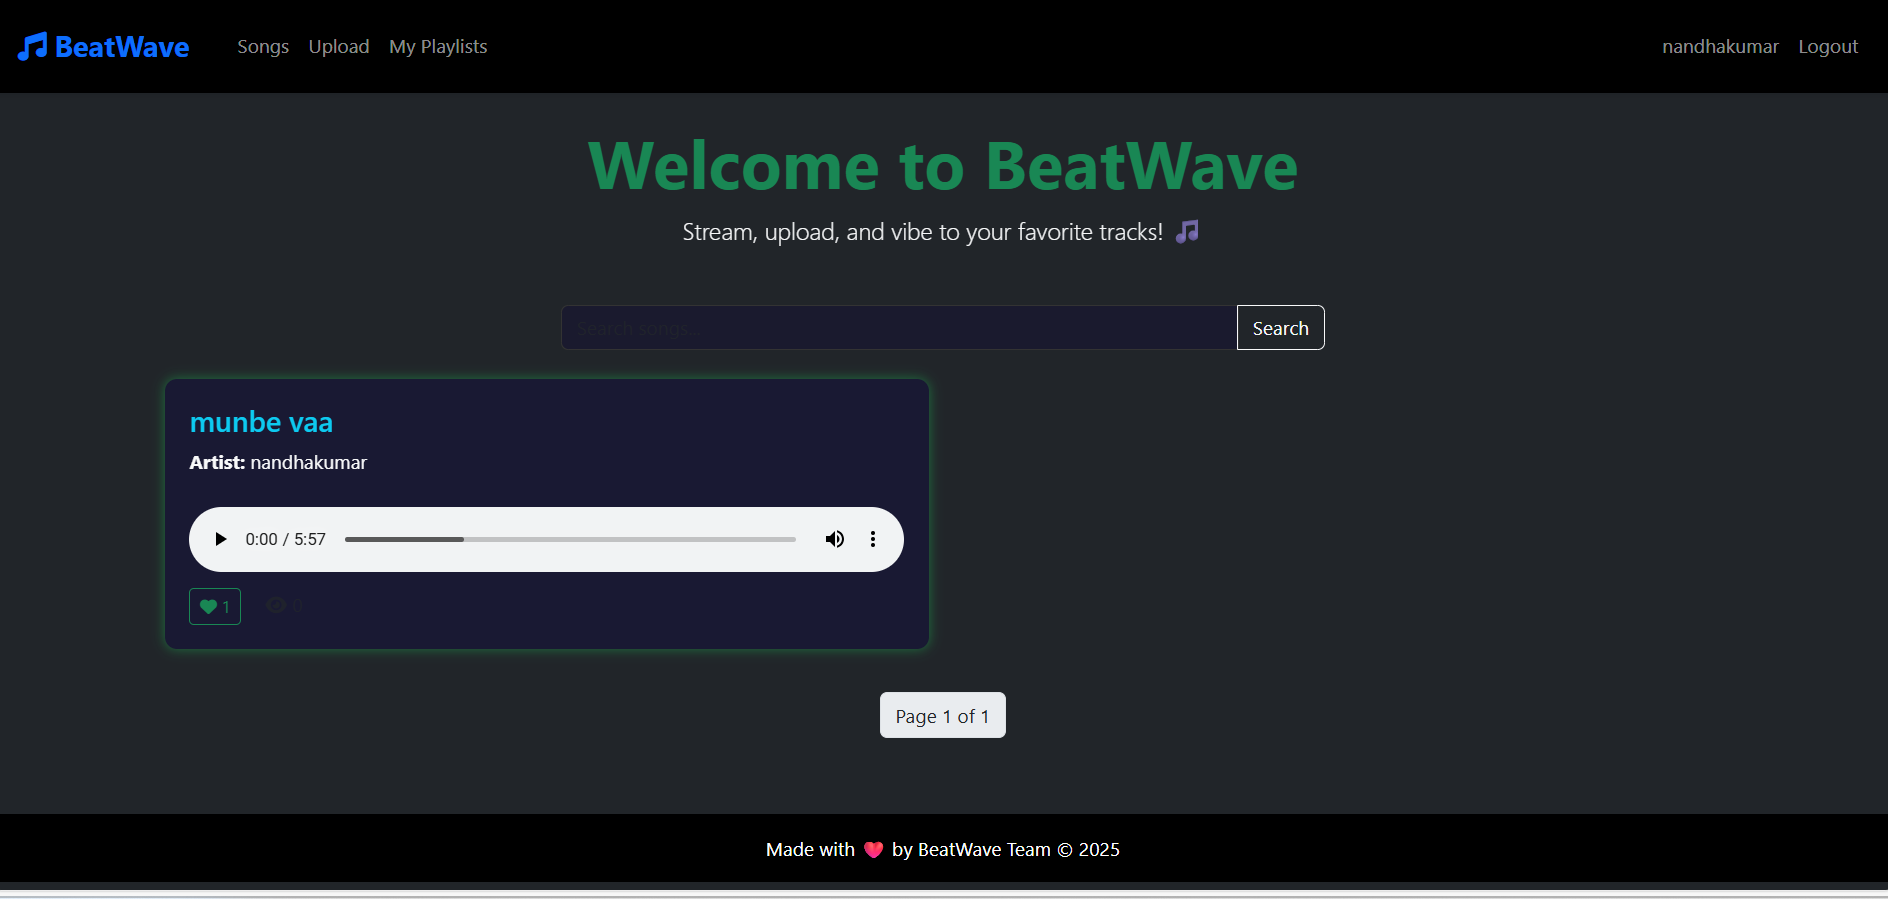 BeatWave Songs Upload My Playlists nandhakumar Logout
Welcome to BeatWave
Stream, upload, and vibe to your favorite tracks! 🎵
Search songs... Search
munbe vaa
Artist: nandhakumar
0:00 / 5:57
1 0
Page 1 of 1
Made with ❤️ by BeatWave Team © 2025